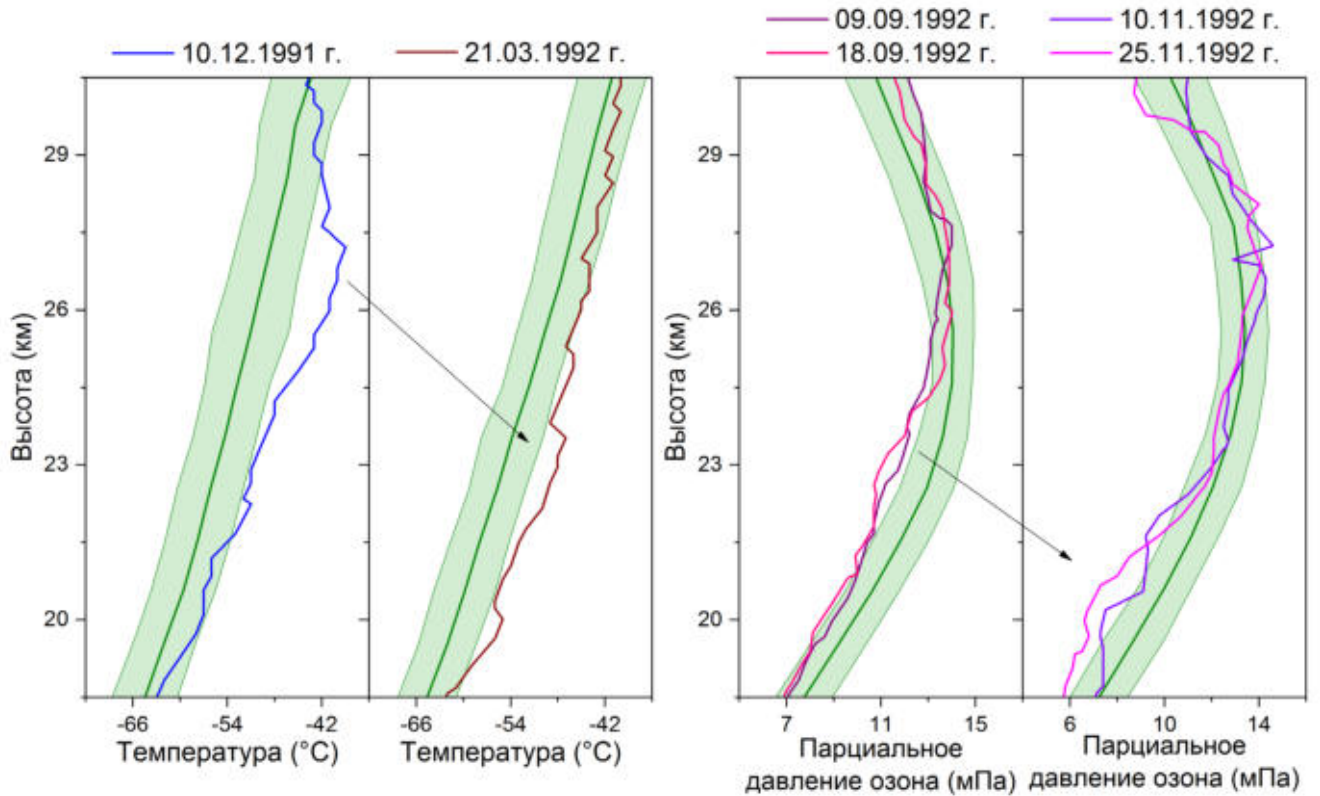 10.12.1991 г.
21.03.1992 г.
09.09.1992 г.
18.09.1992 г.
10.11.1992 г.
25.11.1992 г.
Высота (км)
29
26
23
20
-66 -54 -42
Температура (°C)
-66 -54 -42
Температура (°C)
Высота (км)
29
26
23
20
7 11 15
Парциальное
давление озона (мПа)
6 10 14
Парциальное
давление озона (мПа)